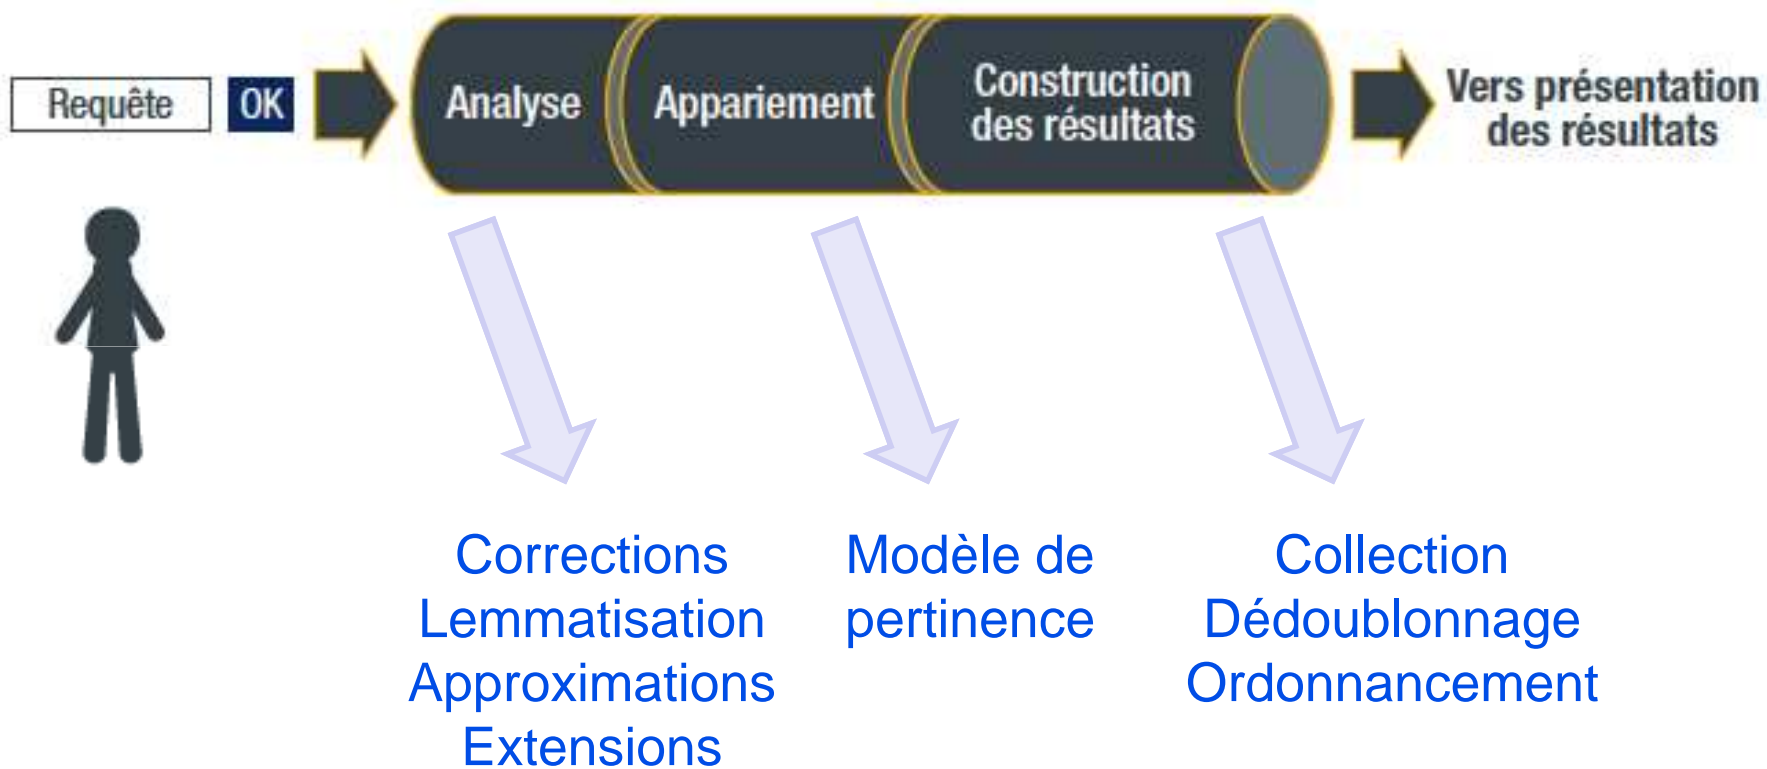 Requête
OK
Analyse
Appariement
Construction
des résultats
Vers présentation
des résultats
Corrections
Lemmatisation
Approximations
Extensions
Modèle de
pertinence
Collection
Dédoublonnage
Ordonnancement